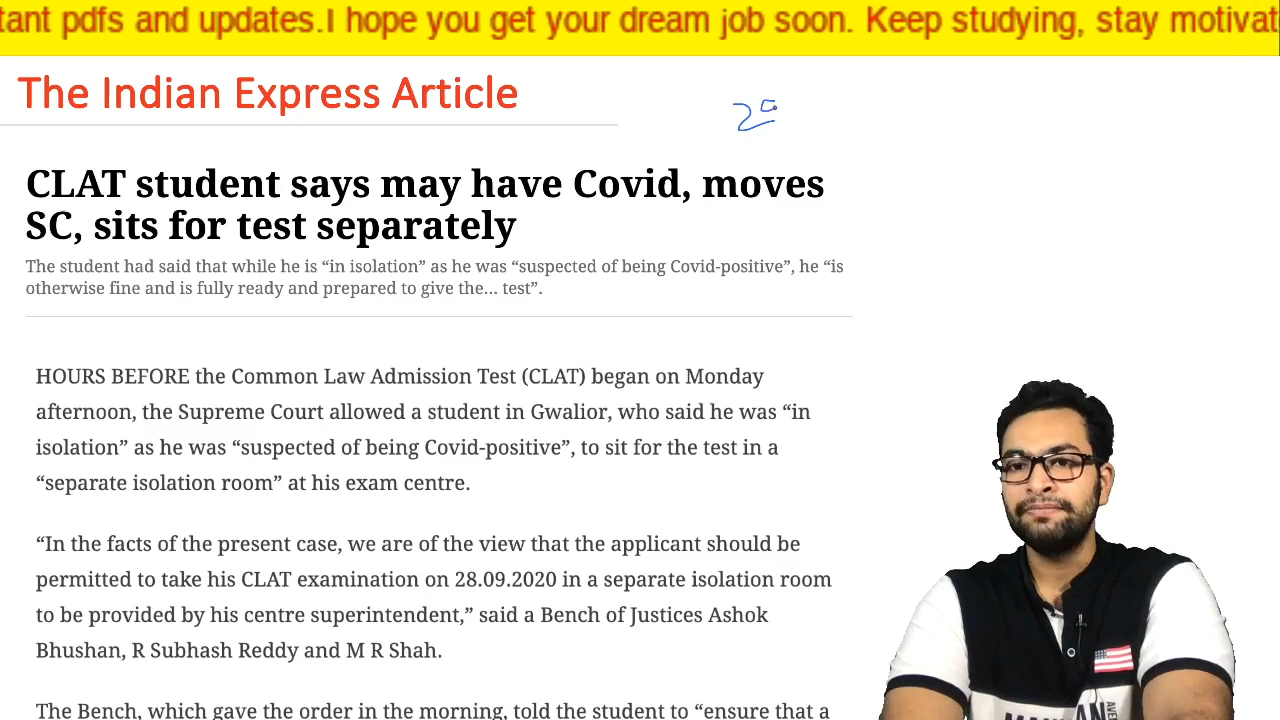 tant pdfs and updates.I hope you get your dream job soon. Keep studying, stay motivat
The Indian Express Article
CLAT student says may have Covid, moves
SC, sits for test separately
The student had said that while he is “in isolation” as he was “suspected of being Covid-positive”, he “is
otherwise fine and is fully ready and prepared to give the... test”.
HOURS BEFORE the Common Law Admission Test (CLAT) began on Monday
afternoon, the Supreme Court allowed a student in Gwalior, who said he was “in
isolation” as he was “suspected of being Covid-positive”, to sit for the test in a
“separate isolation room” at his exam centre.
“In the facts of the present case, we are of the view that the applicant should be
permitted to take his CLAT examination on 28.09.2020 in a separate isolation room
to be provided by his centre superintendent,” said a Bench of Justices Ashok
Bhushan, R Subhash Reddy and M R Shah.
The Bench, which gave the order in the morning, told the student to “ensure that a